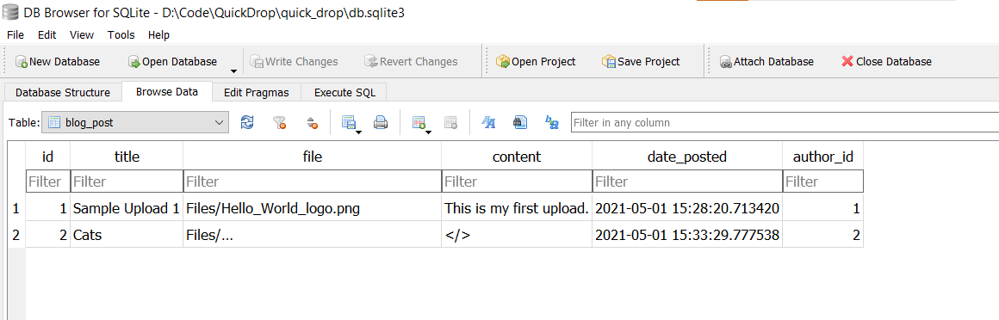 DB Browser for SQLite - D:\Code\QuickDrop\quick_drop\db.sqlite3
File Edit View Tools Help
New Database Open Database Write Changes Revert Changes Open Project Save Project Attach Database Close Database
Database Structure Browse Data Edit Pragmas Execute SQL
Table: blog_post Filter in any column
id title file content date_posted author_id
Filter Filter Filter Filter Filter Filter
1 1 Sample Upload 1 Files/Hello_World_logo.png This is my first upload. 2021-05-01 15:28:20.713420 1
2 2 Cats Files/... </> 2021-05-01 15:33:29.777538 2